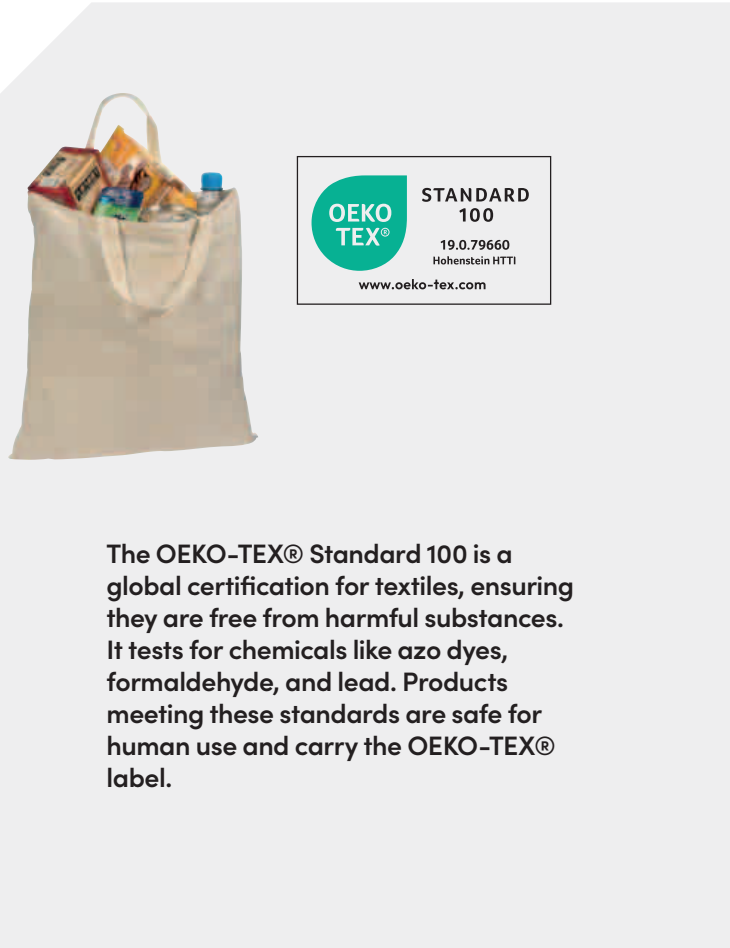 OEKO
TEX®
STANDARD
100
19.0.79660
Hohenstein HTTI
www.oeko-tex.com
The OEKO-TEX® Standard 100 is a
global certification for textiles, ensuring
they are free from harmful substances.
It tests for chemicals like azo dyes,
formaldehyde, and lead. Products
meeting these standards are safe for
human use and carry the OEKO-TEX®
label.